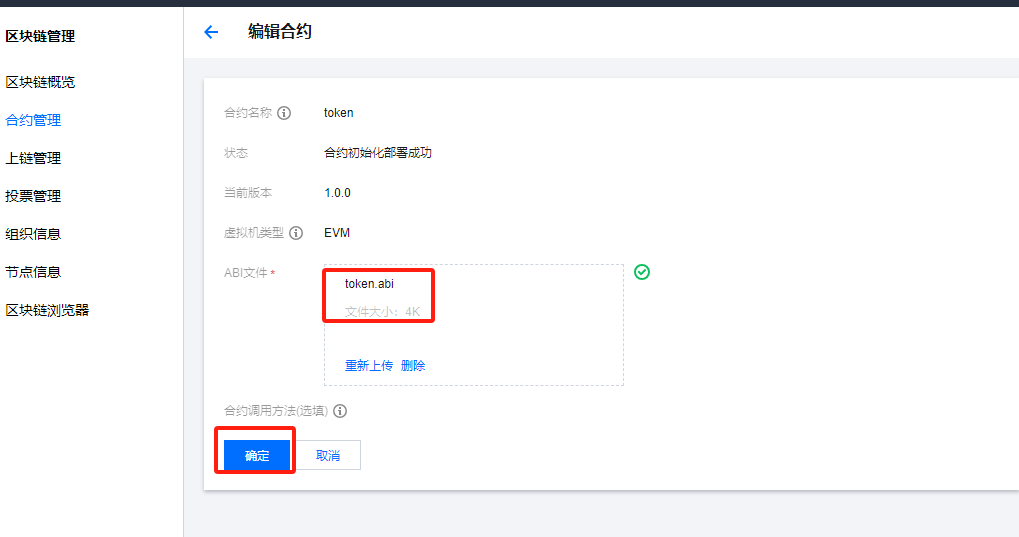 区块链管理
编辑合约
区块链概览
合约管理
上链管理
投票管理
组织信息
节点信息
区块链浏览器
合约名称 token
状态 合约初始化部署成功
当前版本 1.0.0
虚拟机类型 EVM
ABI文件* token.abi
文件大小：4K
重新上传 删除
合约调用方法(选填)
确定 取消